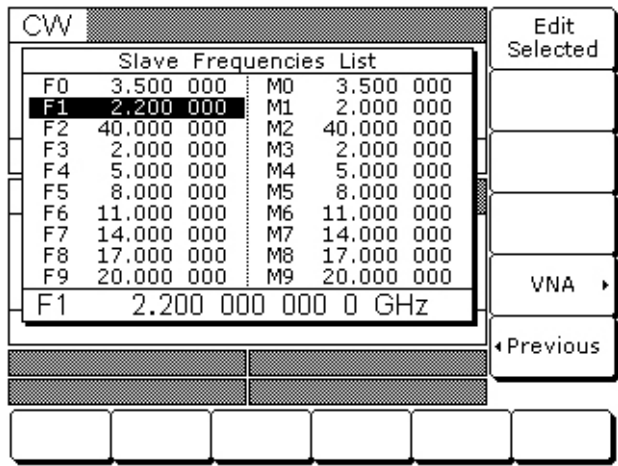 CW
Slave Frequencies List
F0 3.500 000 M0 3.500 000
F1 2.200 000 M1 2.000 000
F2 40.000 000 M2 40.000 000
F3 2.000 000 M3 2.000 000
F4 5.000 000 M4 5.000 000
F5 8.000 000 M5 8.000 000
F6 11.000 000 M6 11.000 000
F7 14.000 000 M7 14.000 000
F8 17.000 000 M8 17.000 000
F9 20.000 000 M9 20.000 000
F1 2.200 000 000 0 GHz
Edit
Selected
VNA
Previous